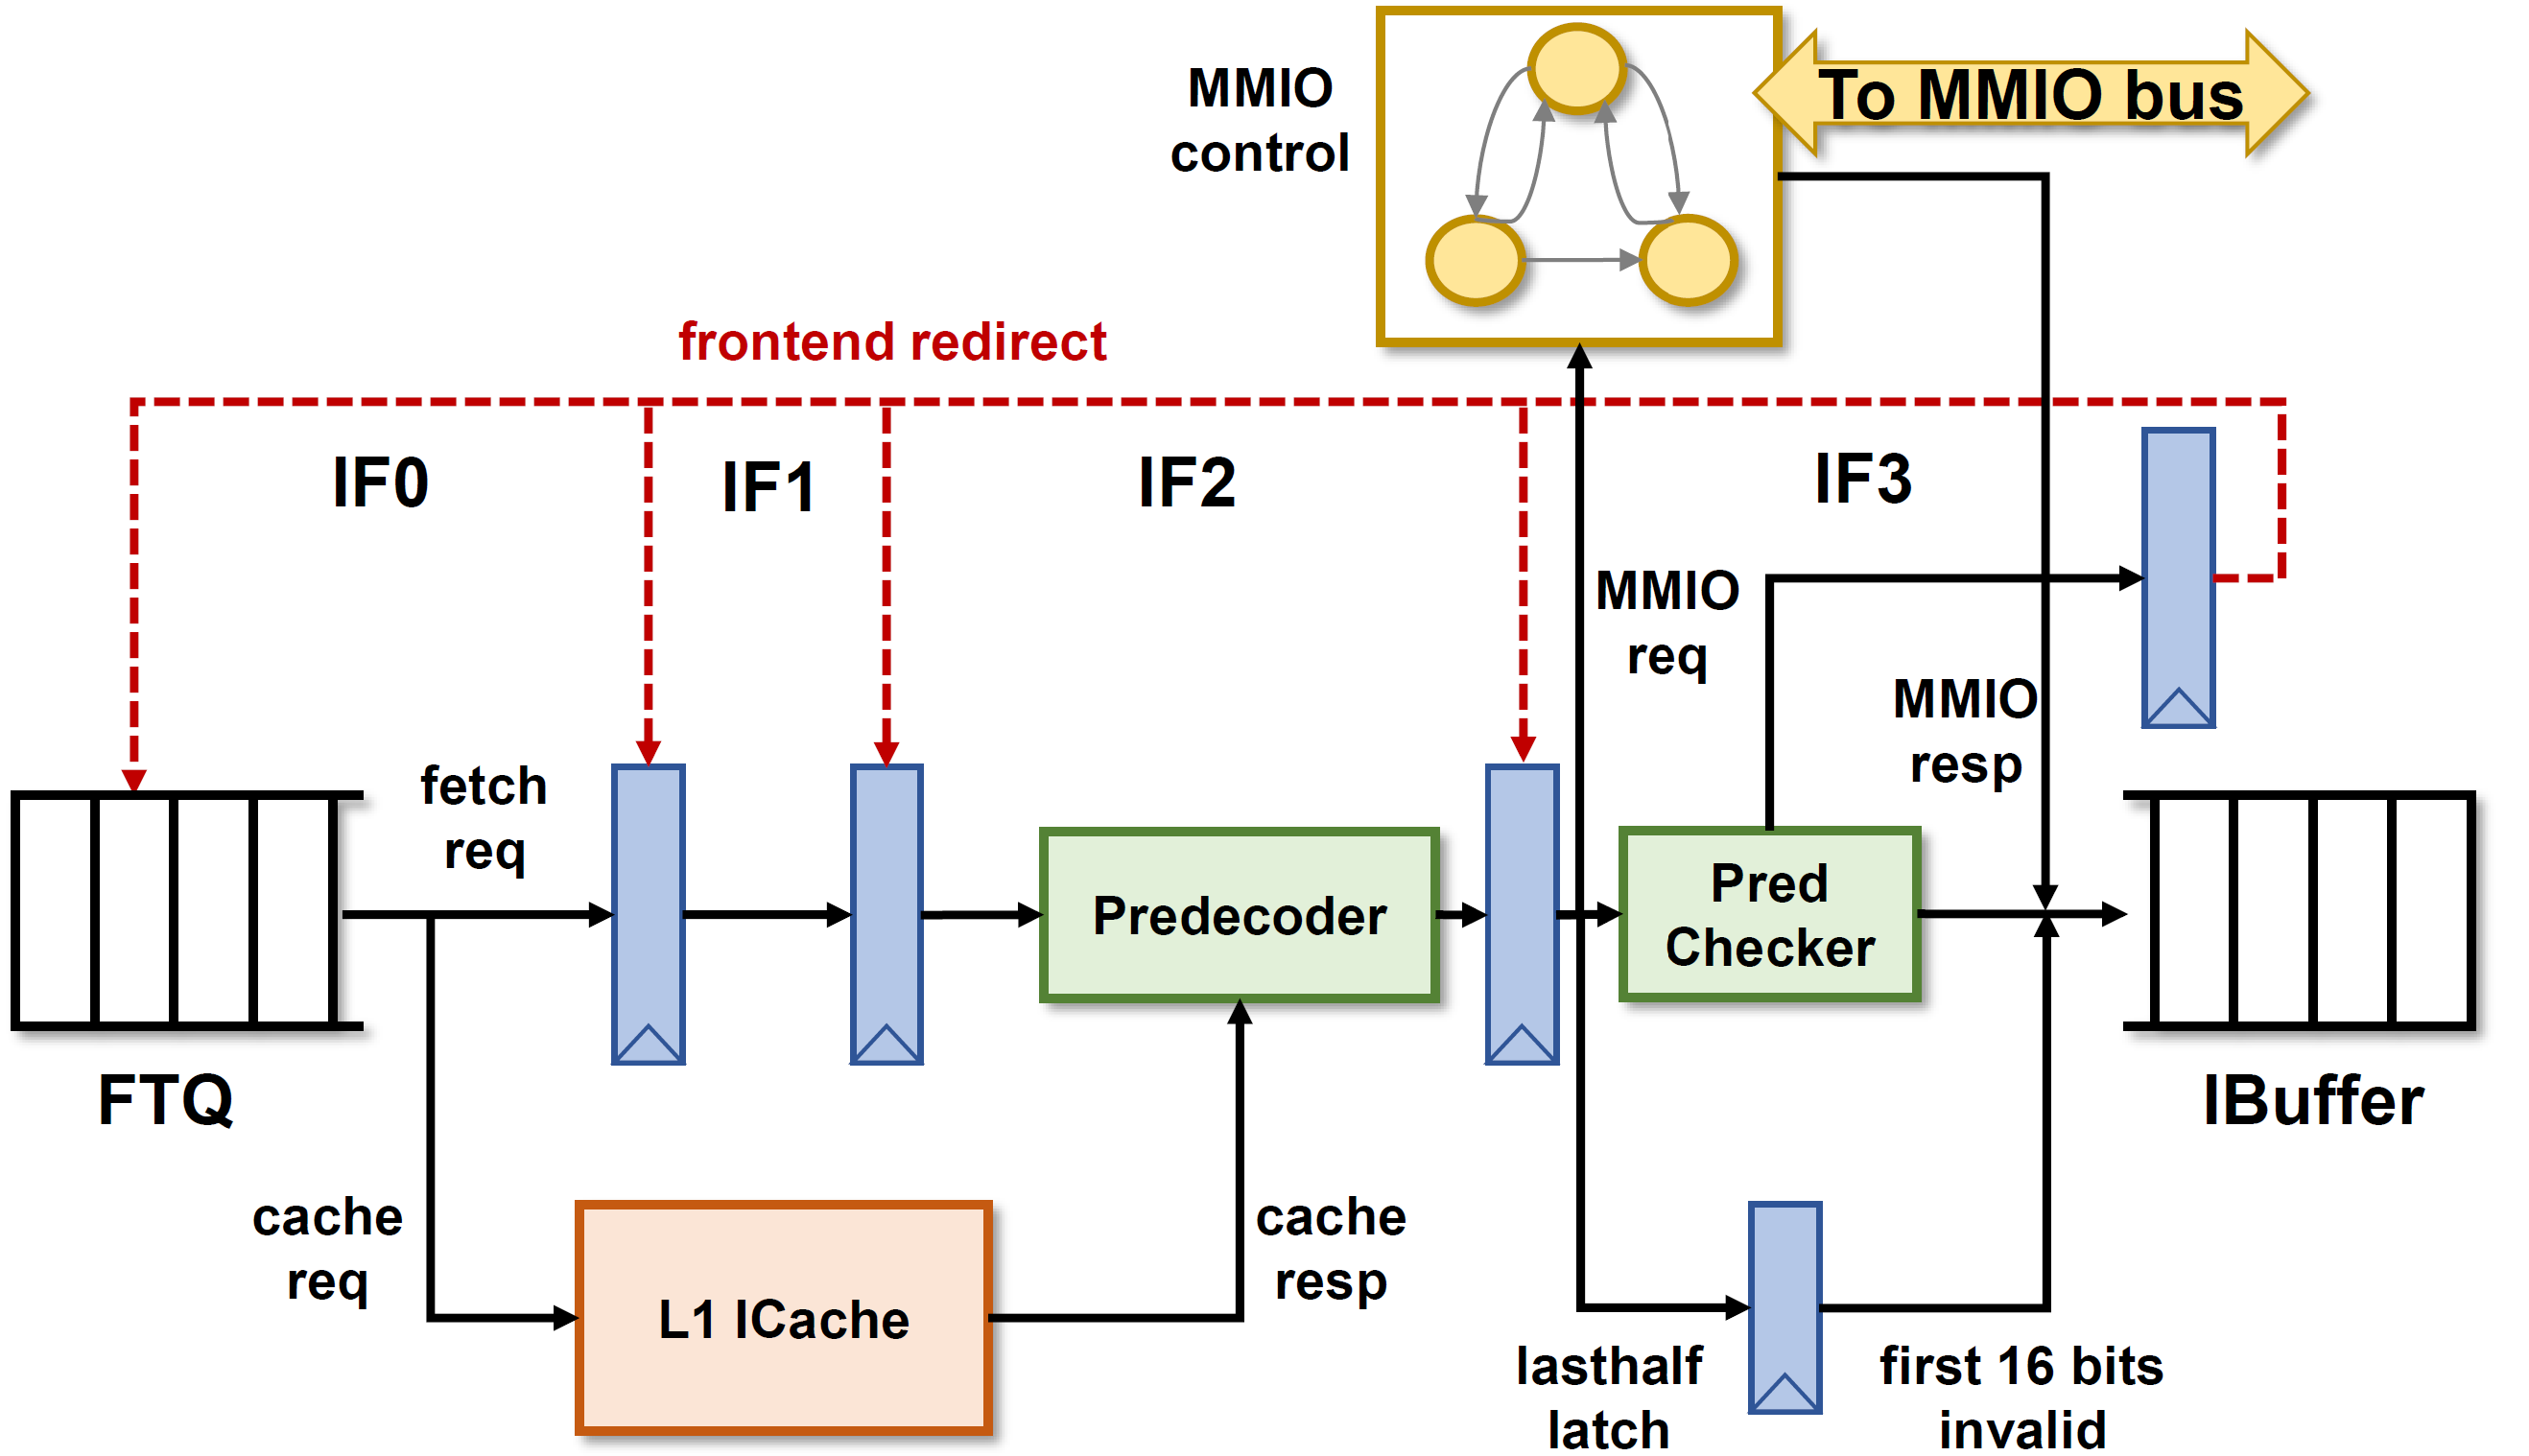 MMIO
control
To MMIO bus
frontend redirect
IF0
IF1
IF2
IF3
MMIO
req
MMIO
resp
fetch
req
Predecoder
Pred
Checker
FTQ
IBuffer
cache
req
L1 ICache
cache
resp
lasthalf
latch
first 16 bits
invalid